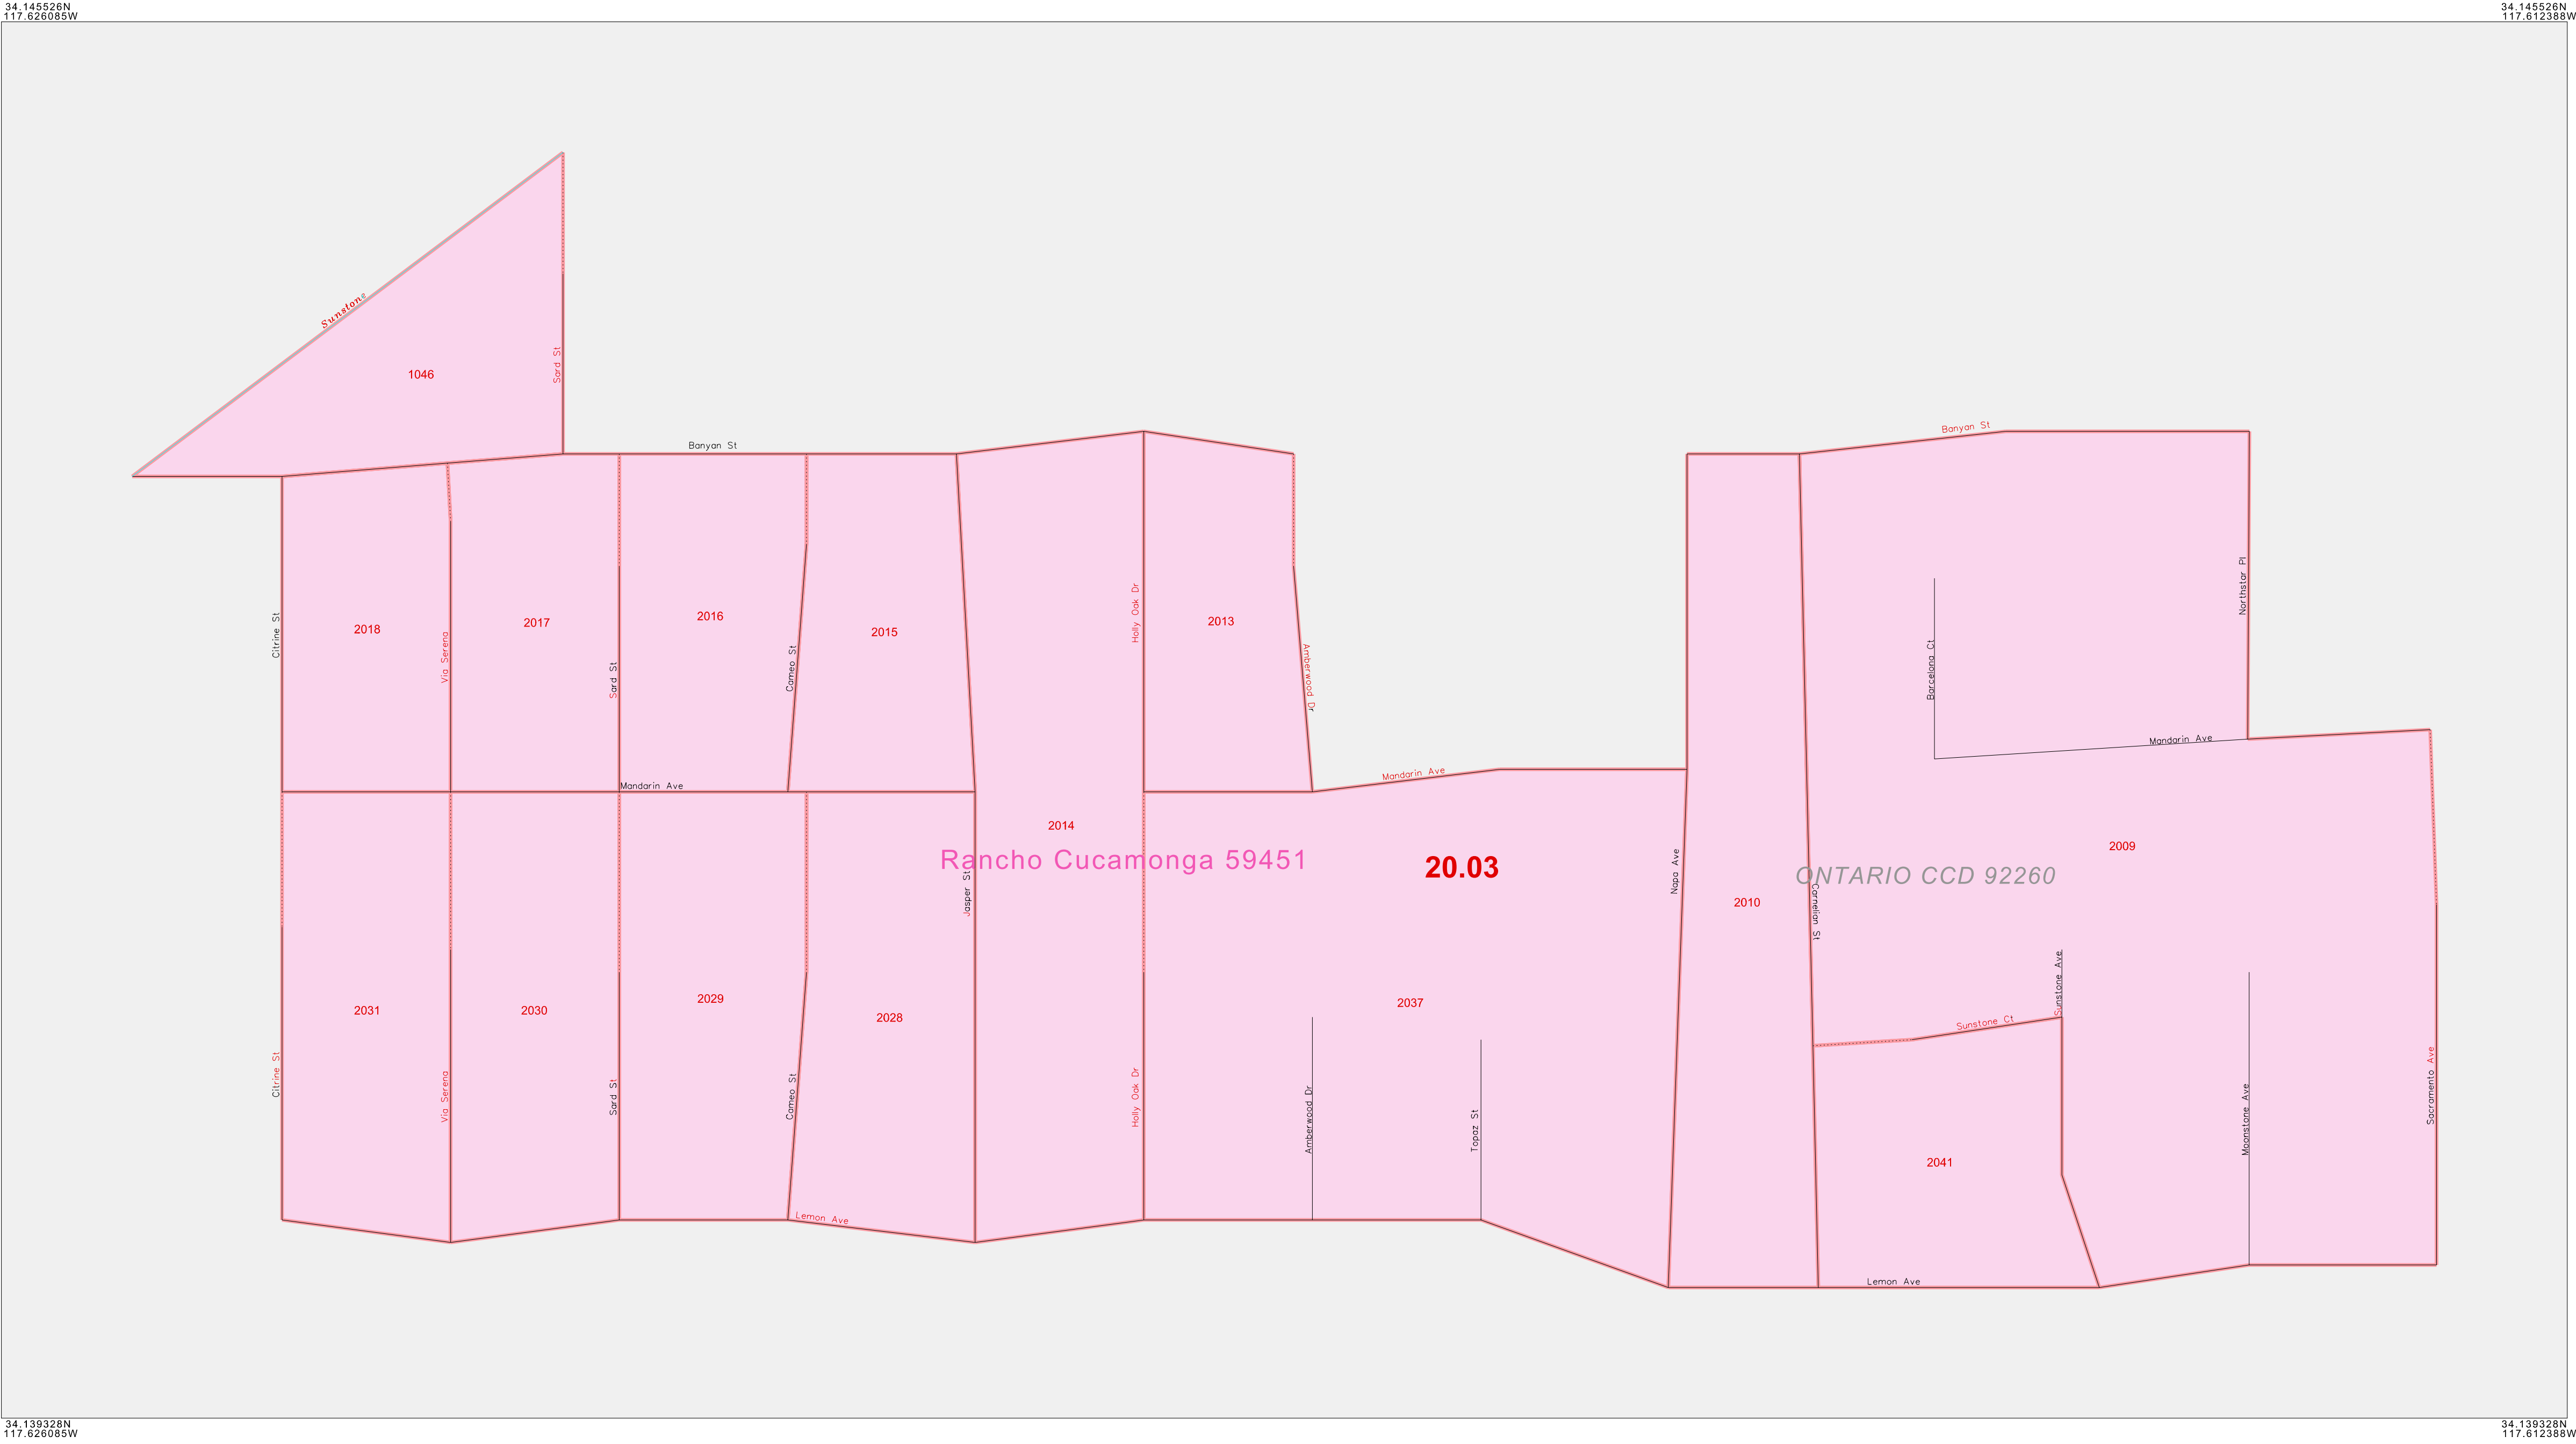 34.145526N
117.626085W
34.145526N
117.612388W
Sunstone
1046
Sard St
Banyan St
Banyan St
Citrine St
2018
Via Serena
2017
Sard St
2016
Cameo St
2015
Holly Oak Dr
2013
Amberwood Dr
Barcelona Ct
Northstar Pl
Mandarin Ave
Mandarin Ave
Mandarin Ave
2014
Rancho Cucamonga 59451
20.03
Jasper St
Napa Ave
2010
Carnelian St
ONTARIO CCD 92260
2009
Citrine St
2031
Via Serena
2030
Sard St
2029
Cameo St
2028
Holly Oak Dr
2037
Amberwood Dr
Topaz St
Sunstone Ct
Sunstone Ave
2041
Moonstone Ave
Sacramento Ave
Lemon Ave
Lemon Ave
34.139328N
117.626085W
34.139328N
117.612388W